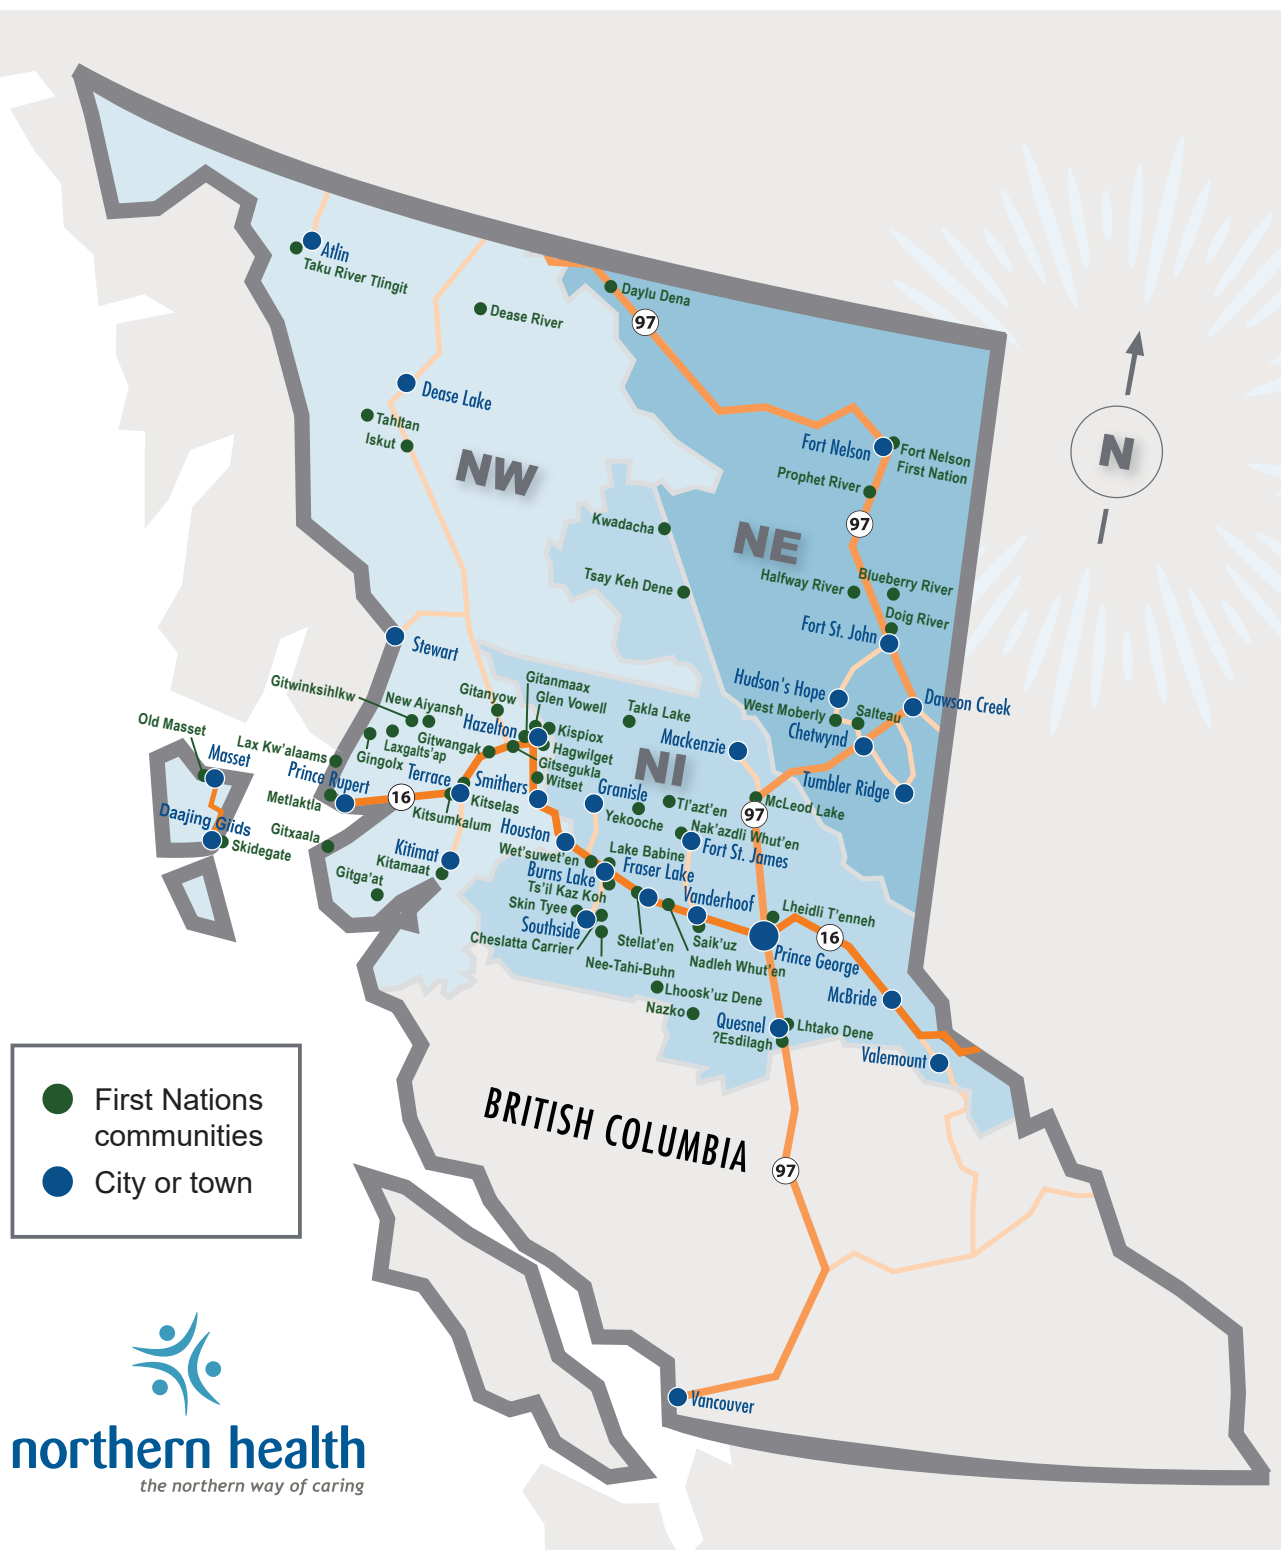 Atlin
Taku River Tlingit
Daylu Dena
97
Dease River
Dease Lake
Tahltan
Iskut
NW
Fort Nelson
Fort Nelson
First Nation
Prophet River
N
97
Kwadacha
NE
Tsay Keh Dene
Halfway River
Blueberry River
Doig River
Fort St. John
Stewart
Gitwinksihlkw
New Aiyansh
Gitanyow
Gitanmaax
Glen Vowell
Hudson's Hope
Dawson Creek
West Moberly
Salteau
Takla Lake
Old Masset
Hazelton
Kispiox
Mackenzie
Chetwynd
Lax Kw'alaams
Laxgalts'ap
Gitwangak
Hagwilget
Gingolx
Gitsegukla
NI
Masset
Prince Rupert
Terrace
Smithers
Witset
Granisle
Tumbler Ridge
Metlaktla
16
Kitselas
Tl'azt'en
McLeod Lake
Daajing Giids
Kitsumkalum
Yekooche
97
Gitxaala
Houston
Nak'azdli Whut'en
Skidegate
Kitimat
Wet'suwet'en
Lake Babine
Fort St. James
Kitamaat
Burns Lake
Fraser Lake
Gitga'at
Ts'il Kaz Koh
Vanderhoof
Skin Tyee
Lheidli T'enneh
Southside
16
Cheslatta Carrier
Stellat'en
Saik'uz
Prince George
Nee-Tahi-Buhn
Nadleh Whut'en
Lhoosk'uz Dene
McBride
Nazko
Quesnel
Lhtako Dene
?Esdilagh
Valemount
First Nations
communities
City or town
BRITISH COLUMBIA
97
Vancouver
northern health
the northern way of caring